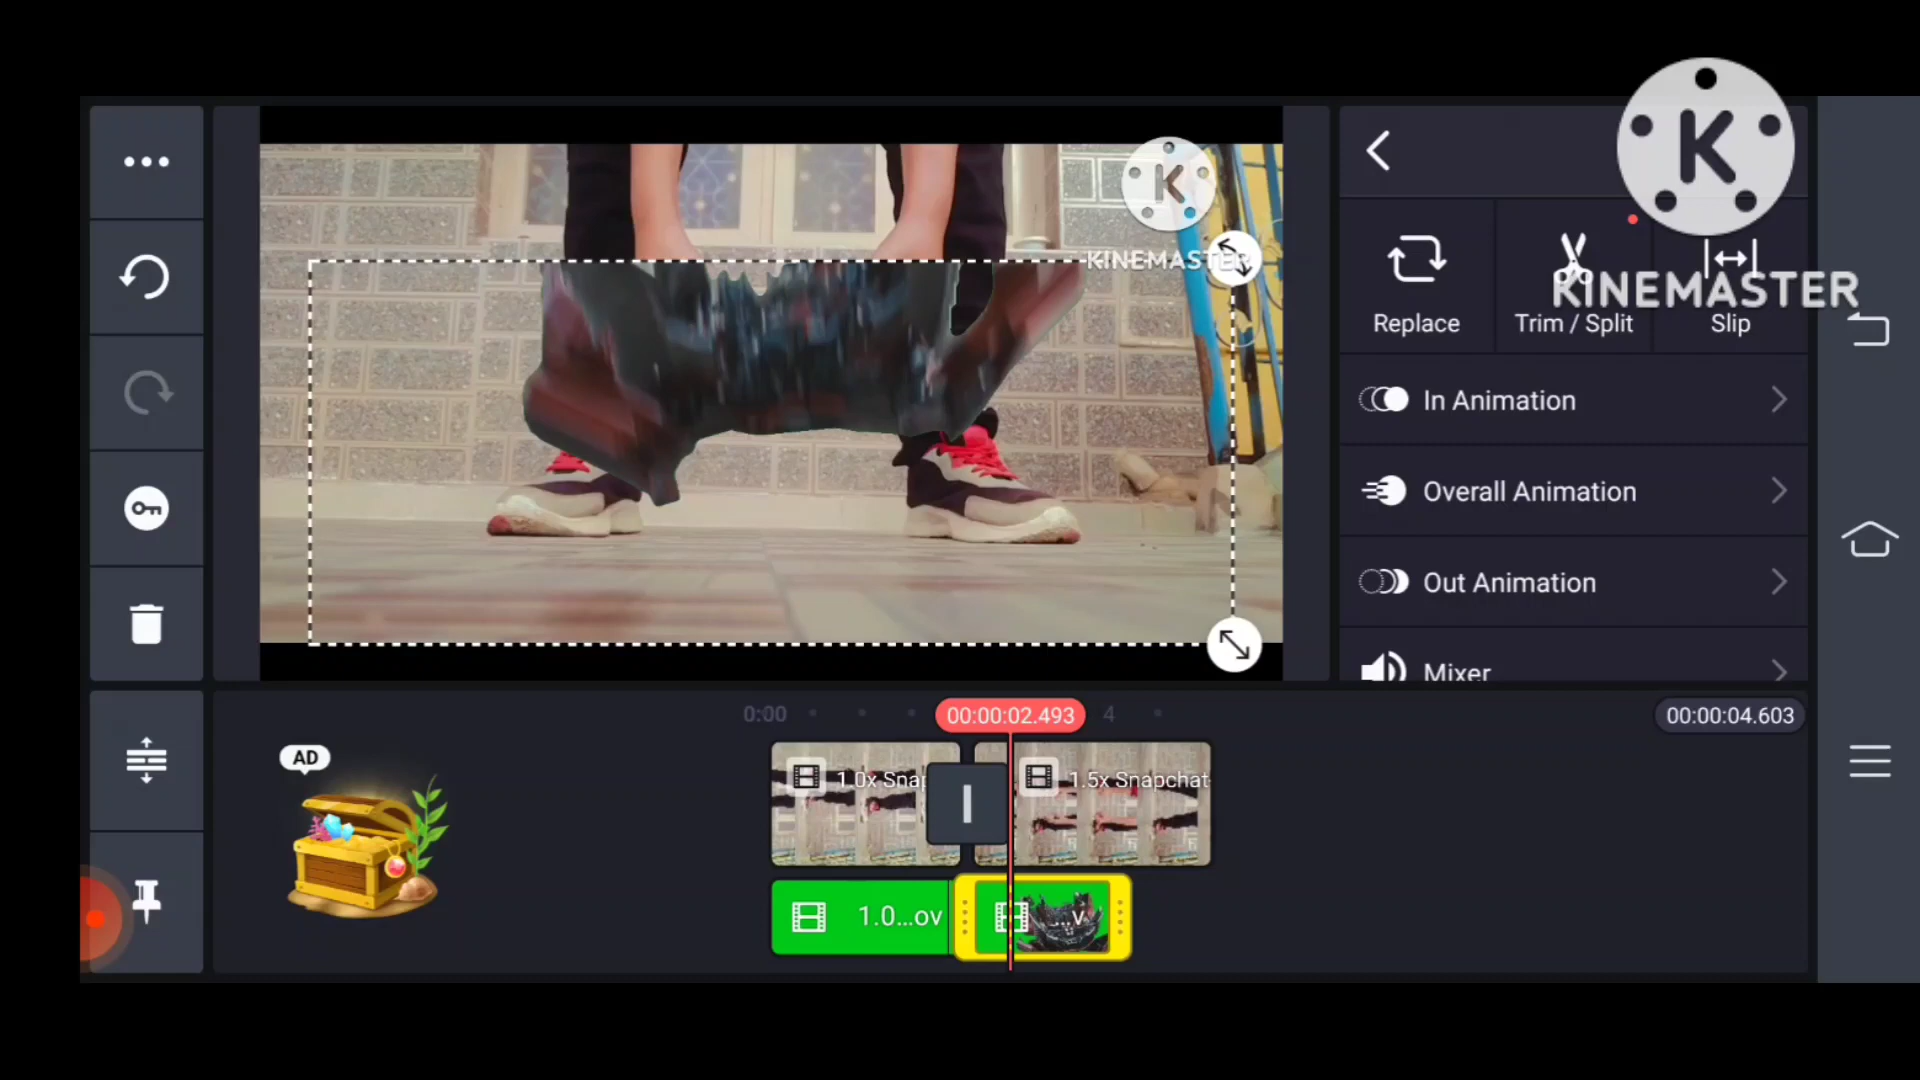 K
KINEMASTER
K
KINEMASTER
Replace
Trim / Split
Slip
In Animation
Overall Animation
Out Animation
Mixer
0:00
00:00:02.493
4
00:00:04.603
AD
1.0x Snap
1.5x Snapchat
1.0...ov
...v